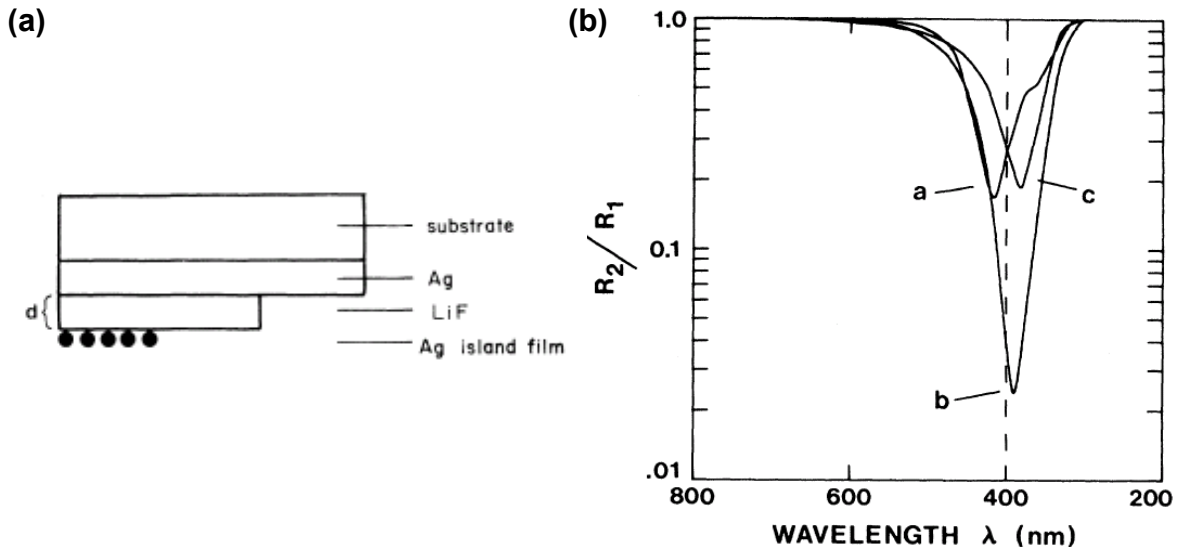 (a)
substrate
Ag
d
LiF
Ag island film
(b)
R2/R1
1.0
0.1
.01
a
c
b
800
600
400
200
WAVELENGTH λ (nm)